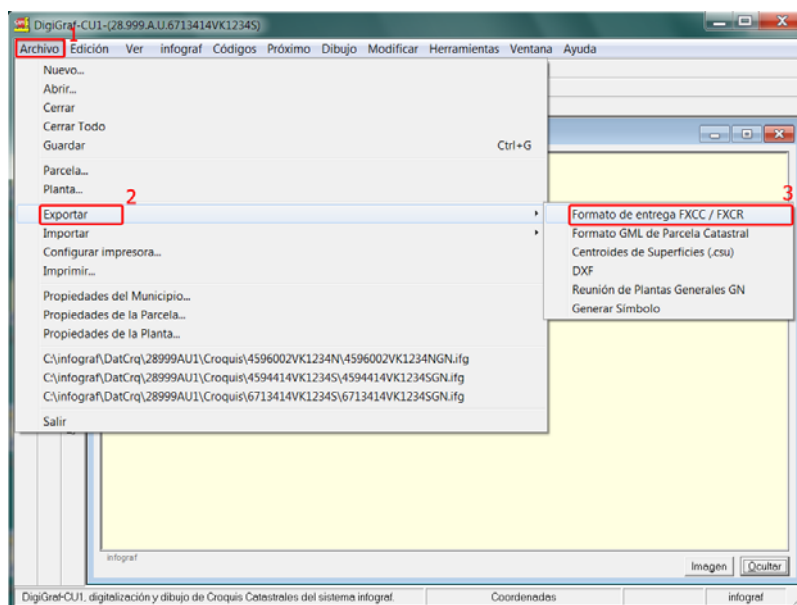 DigiGraf-CU1-(28.999.A.U.6713414VK1234S)
1
Archivo Edición Ver infograf Códigos Próximo Dibujo Modificar Herramientas Ventana Ayuda
Nuevo...
Abrir...
Cerrar
Cerrar Todo
Guardar Ctrl+G
Parcela...
Planta...
2
3
Exportar
Formato de entrega FXCC / FXCR
Importar
Formato GML de Parcela Catastral
Configurar impresora...
Centroides de Superficies (.csu)
Imprimir...
DXF
Reunión de Plantas Generales GN
Generar Símbolo
Propiedades del Municipio...
Propiedades de la Parcela...
Propiedades de la Planta...
C:\infograf\DatCrq\28999AU1\Croquis\4596002VK1234N\4596002VK1234NGN.ifg
C:\infograf\DatCrq\28999AU1\Croquis\4594414VK1234S\4594414VK1234SGN.ifg
C:\infograf\DatCrq\28999AU1\Croquis\6713414VK1234S\6713414VK1234SGN.ifg
Salir
infograf
Imagen Ocultar
DigiGraf-CU1, digitalización y dibujo de Croquis Catastrales del sistema infograf. Coordenadas infograf